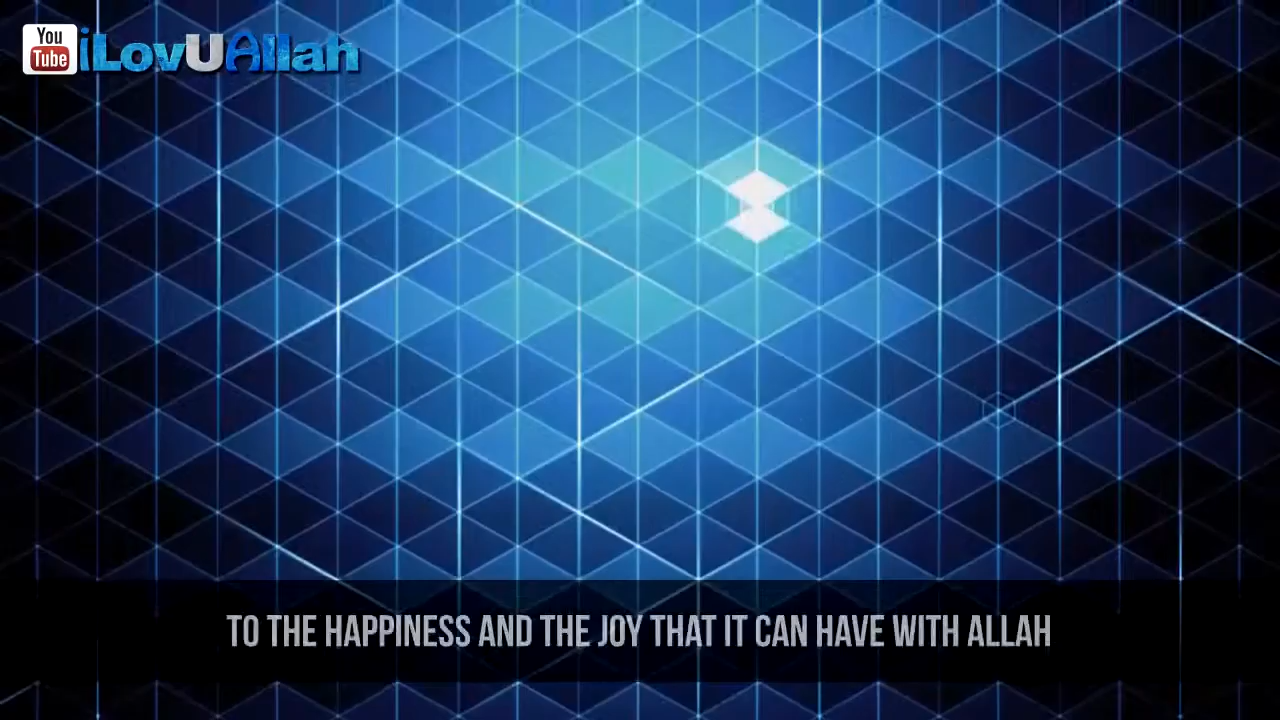 You
Tube
iLovUAllah
TO THE HAPPINESS AND THE JOY THAT IT CAN HAVE WITH ALLAH